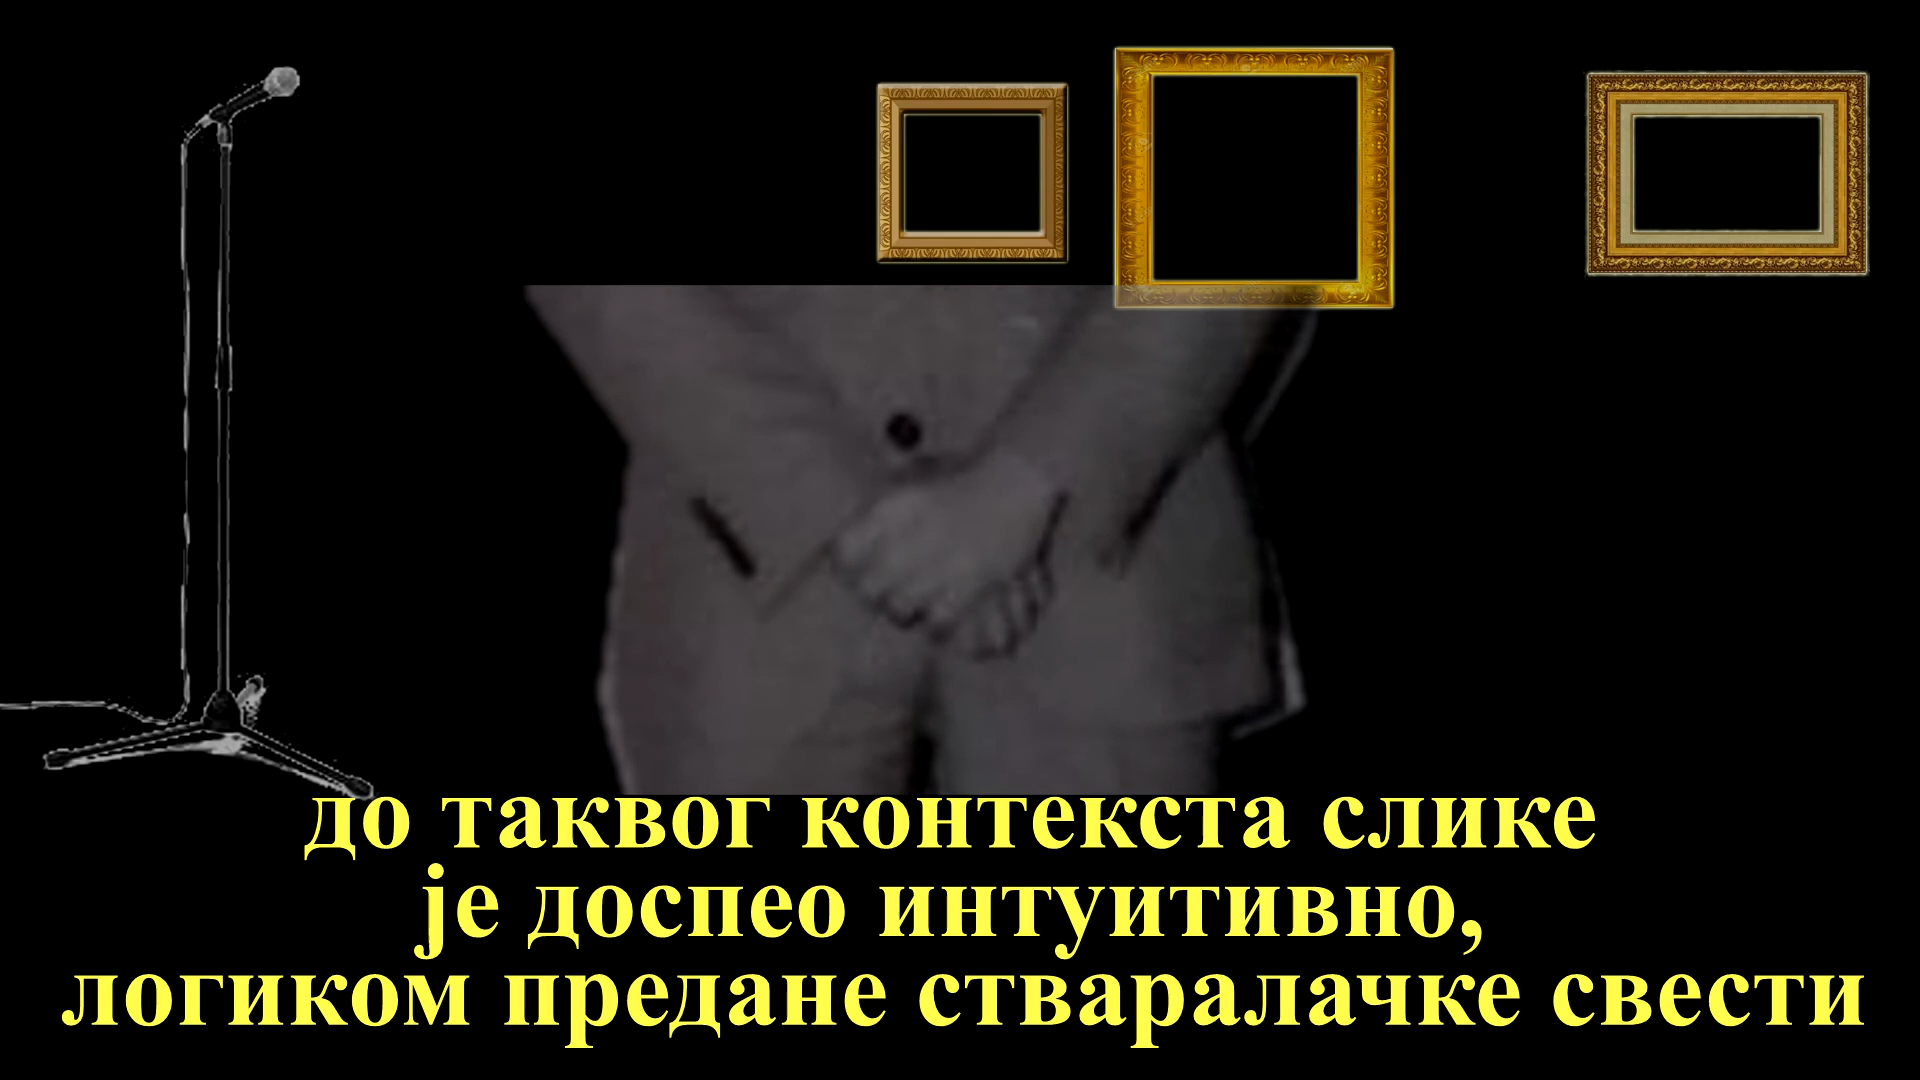 до таквог контекста слике
је доспео интуитивно,
логиком предане стваралачке свести